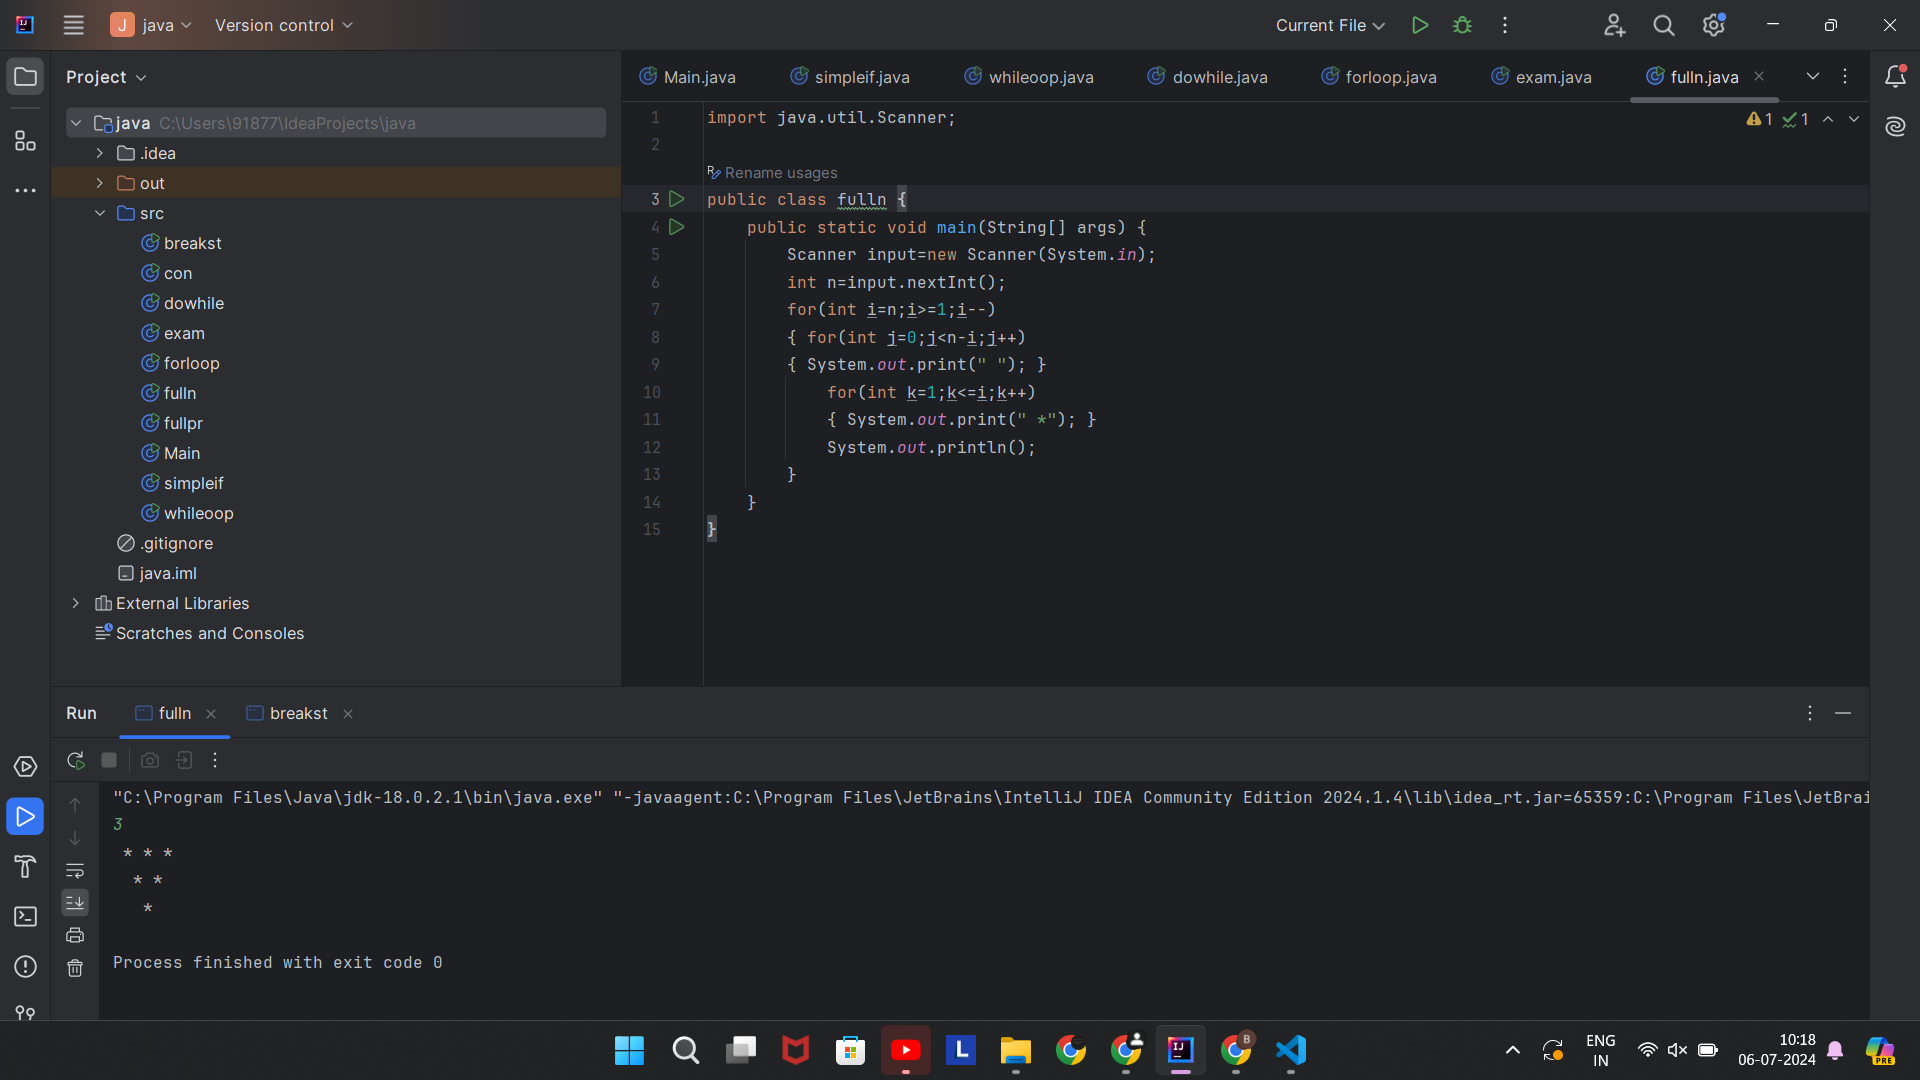 J java Version control Current File
Project
java C:\Users\91877\IdeaProjects\java
.idea
out
src
breakst
con
dowhile
exam
forloop
fulln
fullpr
Main
simpleif
whileoop
.gitignore
java.iml
External Libraries
Scratches and Consoles
Main.java simpleif.java whileoop.java dowhile.java forloop.java exam.java fulln.java
1 1
1 import java.util.Scanner;
2
Rename usages
3 public class fulln {
4 public static void main(String[] args) {
5 Scanner input=new Scanner(System.in);
6 int n=input.nextInt();
7 for(int i=n;i>=1;i--)
8 { for(int j=0;j<n-i;j++)
9 { System.out.print(" "); }
10 for(int k=1;k<=i;k++)
11 { System.out.print(" *"); }
12 System.out.println();
13 }
14 }
15 }
Run fulln breakst
"C:\Program Files\Java\jdk-18.0.2.1\bin\java.exe" "-javaagent:C:\Program Files\JetBrains\IntelliJ IDEA Community Edition 2024.1.4\lib\idea_rt.jar=65359:C:\Program Files\JetBrai
3
* * *
* *
*
Process finished with exit code 0
L IJ B
ENG
IN
10:18
06-07-2024
PRE